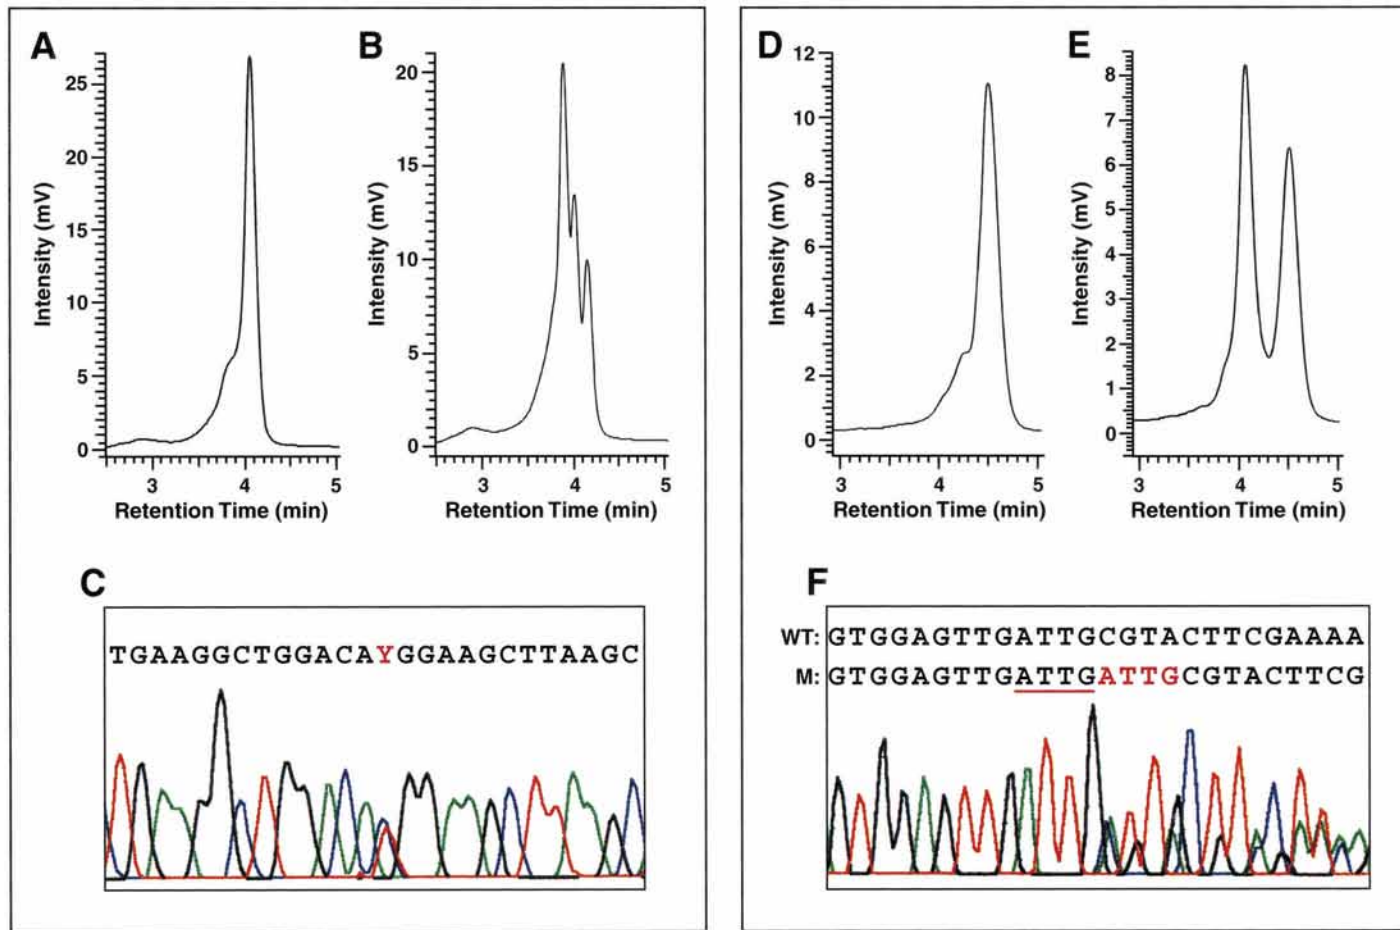 A
B
D
E
25
20
15
10
5
0
Intensity (mV)
3
4
5
Retention Time (min)
20
15
10
5
0
Intensity (mV)
3
4
5
Retention Time (min)
12
10
8
6
4
2
0
Intensity (mV)
3
4
5
Retention Time (min)
8
7
6
5
4
3
2
1
0
Intensity (mV)
3
4
5
Retention Time (min)
C
TGAAGGCTGGACAYGGAAGCTTAAGC
F
WT: GTGGAGTTGATTGCGTACTTCGAAAA
M: GTGGAGTTGATTGATTGCGTACTTCG